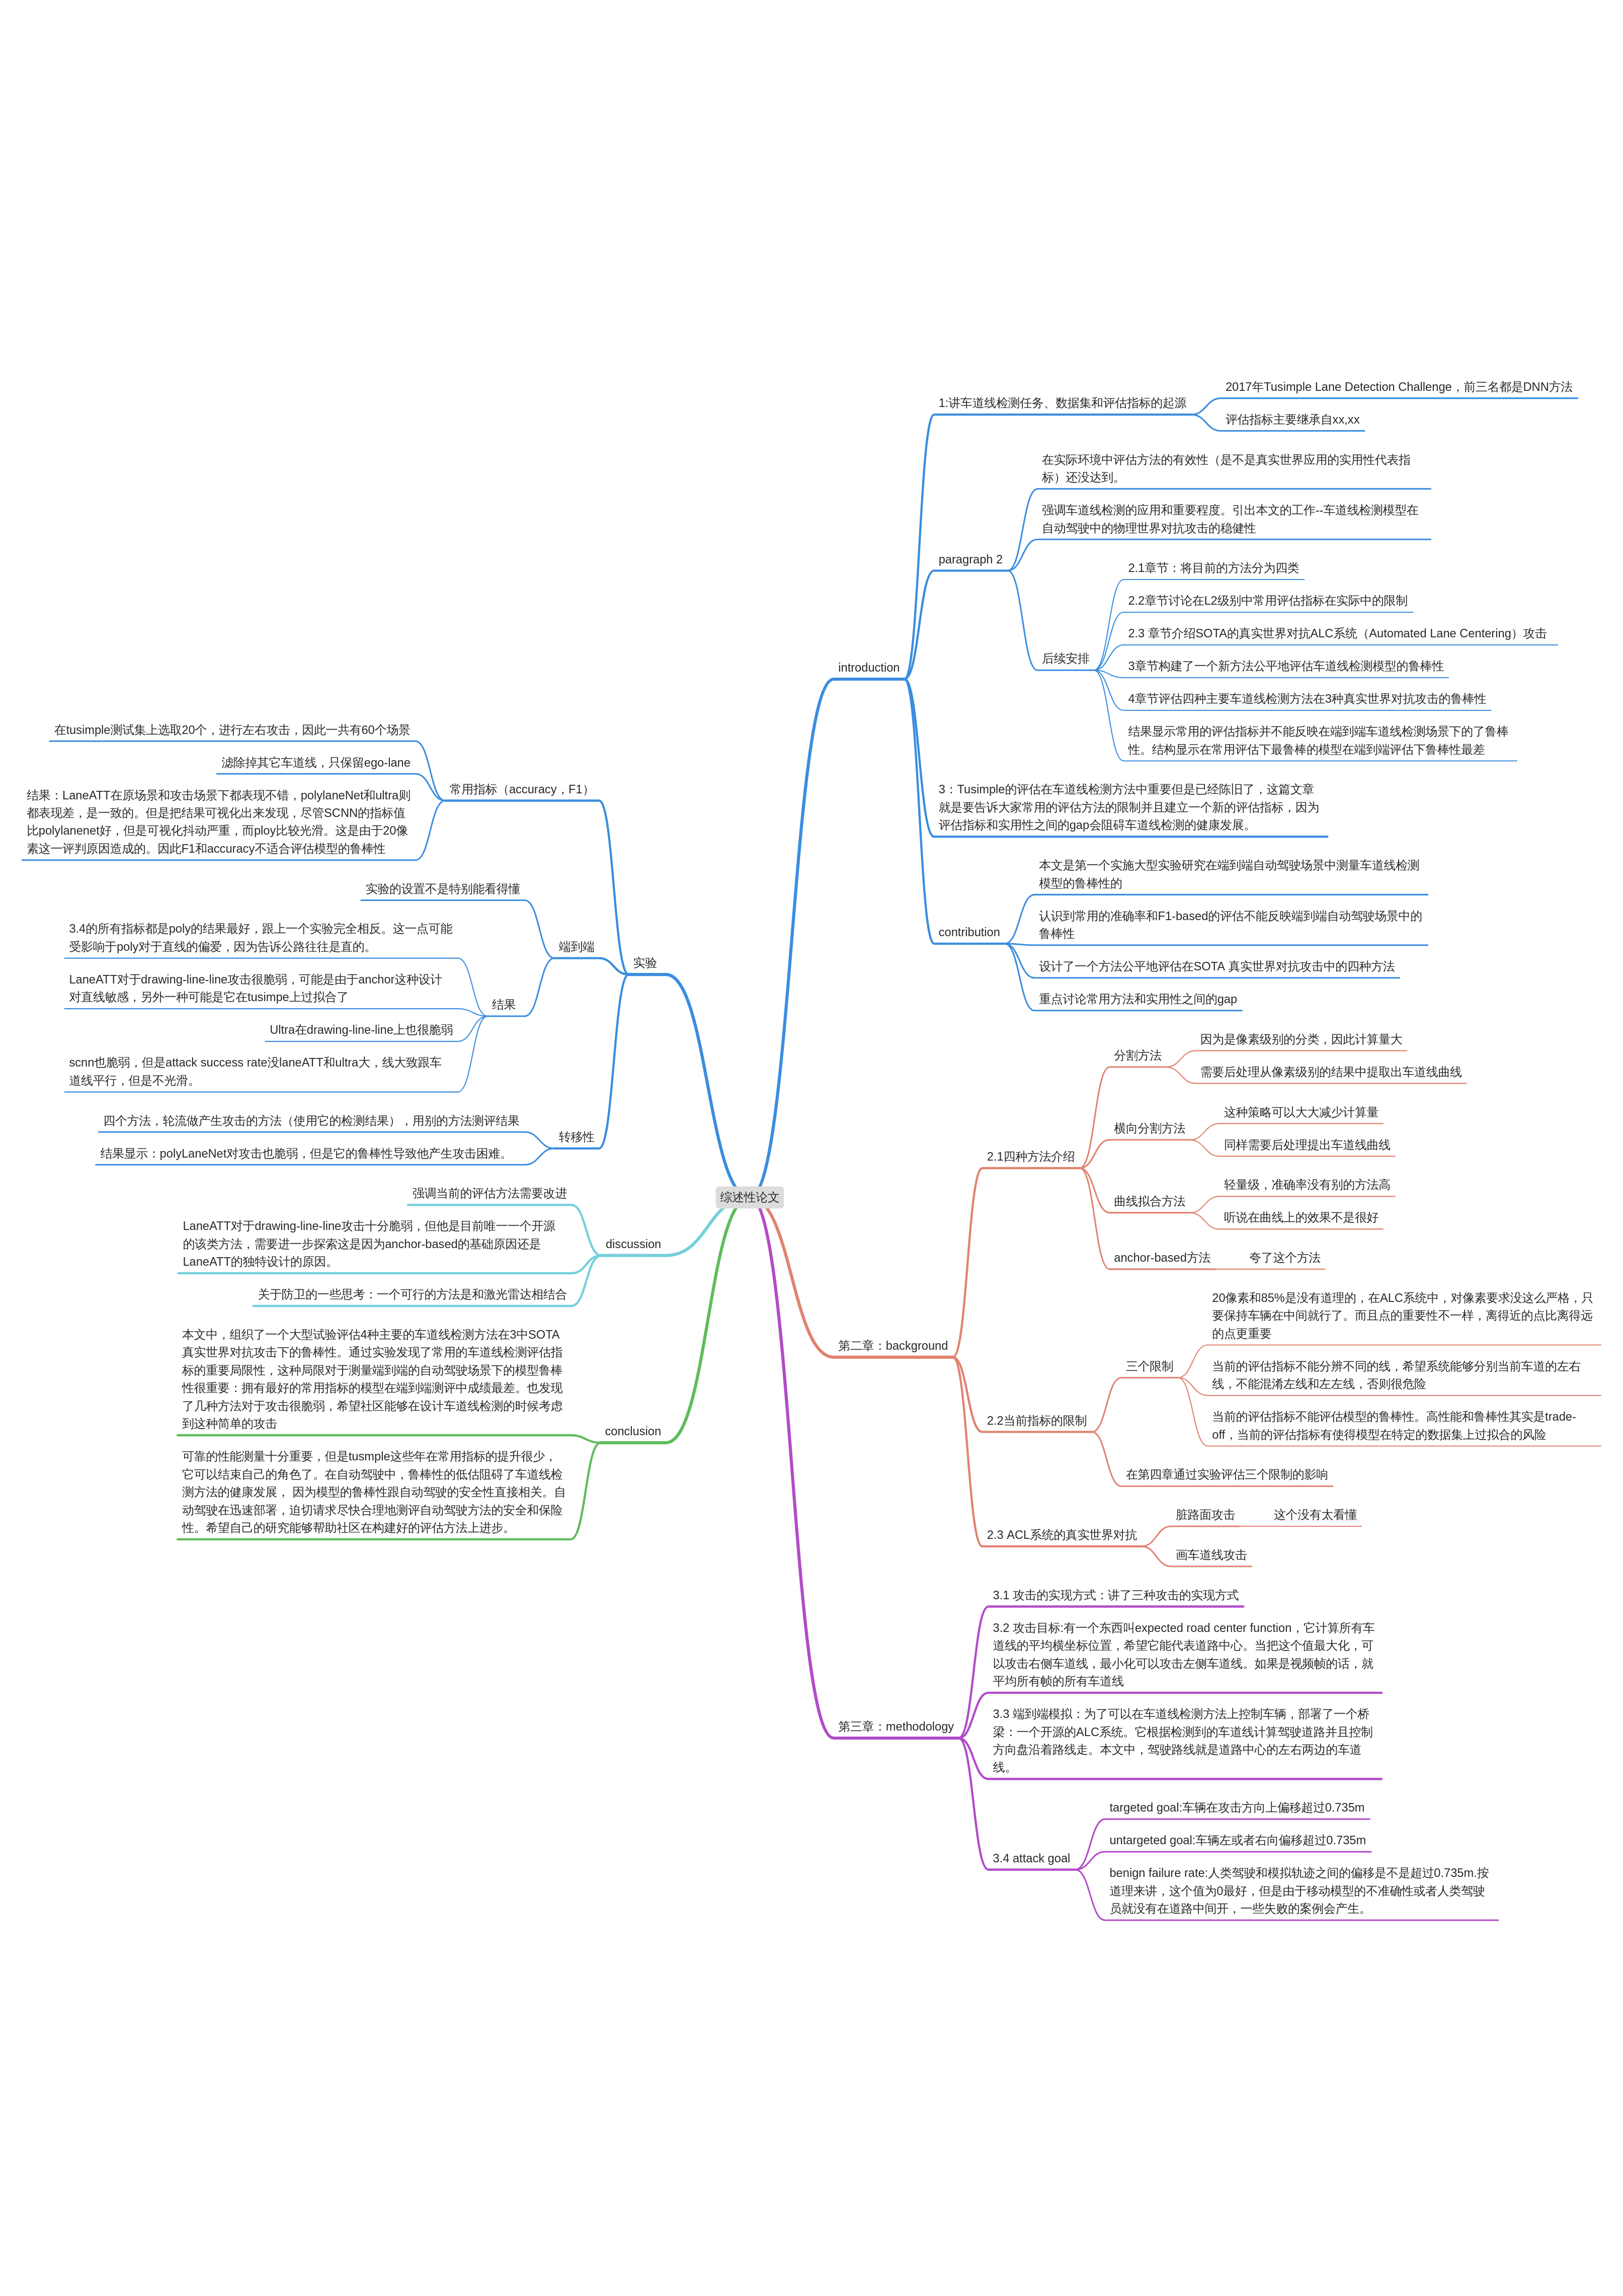 综述性论文
introduction
1:讲车道线检测任务、数据集和评估指标的起源
2017年Tusimple Lane Detection Challenge，前三名都是DNN方法
评估指标主要继承自xx,xx
paragraph 2
在实际环境中评估方法的有效性（是不是真实世界应用的实用性代表指
标）还没达到。
强调车道线检测的应用和重要程度。引出本文的工作--车道线检测模型在
自动驾驶中的物理世界对抗攻击的稳健性
后续安排
2.1章节：将目前的方法分为四类
2.2章节讨论在L2级别中常用评估指标在实际中的限制
2.3 章节介绍SOTA的真实世界对抗ALC系统（Automated Lane Centering）攻击
3章节构建了一个新方法公平地评估车道线检测模型的鲁棒性
4章节评估四种主要车道线检测方法在3种真实世界对抗攻击的鲁棒性
结果显示常用的评估指标并不能反映在端到端车道线检测场景下的了鲁棒
性。结构显示在常用评估下最鲁棒的模型在端到端评估下鲁棒性最差
3：Tusimple的评估在车道线检测方法中重要但是已经陈旧了，这篇文章
就是要告诉大家常用的评估方法的限制并且建立一个新的评估指标，因为
评估指标和实用性之间的gap会阻碍车道线检测的健康发展。
contribution
本文是第一个实施大型实验研究在端到端自动驾驶场景中测量车道线检测
模型的鲁棒性的
认识到常用的准确率和F1-based的评估不能反映端到端自动驾驶场景中的
鲁棒性
设计了一个方法公平地评估在SOTA 真实世界对抗攻击中的四种方法
重点讨论常用方法和实用性之间的gap
第二章：background
2.1四种方法介绍
分割方法
因为是像素级别的分类，因此计算量大
需要后处理从像素级别的结果中提取出车道线曲线
横向分割方法
这种策略可以大大减少计算量
同样需要后处理提出车道线曲线
曲线拟合方法
轻量级，准确率没有别的方法高
听说在曲线上的效果不是很好
anchor-based方法
夸了这个方法
2.2当前指标的限制
三个限制
20像素和85%是没有道理的，在ALC系统中，对像素要求没这么严格，只
要保持车辆在中间就行了。而且点的重要性不一样，离得近的点比离得远
的点更重要
当前的评估指标不能分辨不同的线，希望系统能够分别当前车道的左右
线，不能混淆左线和左左线，否则很危险
当前的评估指标不能评估模型的鲁棒性。高性能和鲁棒性其实是trade-
off，当前的评估指标有使得模型在特定的数据集上过拟合的风险
在第四章通过实验评估三个限制的影响
2.3 ACL系统的真实世界对抗
脏路面攻击
这个没有太看懂
画车道线攻击
第三章：methodology
3.1 攻击的实现方式：讲了三种攻击的实现方式
3.2 攻击目标:有一个东西叫expected road center function，它计算所有车
道线的平均横坐标位置，希望它能代表道路中心。当把这个值最大化，可
以攻击右侧车道线，最小化可以攻击左侧车道线。如果是视频帧的话，就
平均所有帧的所有车道线
3.3 端到端模拟：为了可以在车道线检测方法上控制车辆，部署了一个桥
梁：一个开源的ALC系统。它根据检测到的车道线计算驾驶道路并且控制
方向盘沿着路线走。本文中，驾驶路线就是道路中心的左右两边的车道
线。
3.4 attack goal
targeted goal:车辆在攻击方向上偏移超过0.735m
untargeted goal:车辆左或者右向偏移超过0.735m
benign failure rate:人类驾驶和模拟轨迹之间的偏移是不是超过0.735m.按
道理来讲，这个值为0最好，但是由于移动模型的不准确性或者人类驾驶
员就没有在道路中间开，一些失败的案例会产生。
实验
常用指标（accuracy，F1）
在tusimple测试集上选取20个，进行左右攻击，因此一共有60个场景
滤除掉其它车道线，只保留ego-lane
结果：LaneATT在原场景和攻击场景下都表现不错，polylaneNet和ultra则
都表现差，是一致的。但是把结果可视化出来发现，尽管SCNN的指标值
比polylanenet好，但是可视化抖动严重，而ploy比较光滑。这是由于20像
素这一评判原因造成的。因此F1和accuracy不适合评估模型的鲁棒性
端到端
实验的设置不是特别能看得懂
结果
3.4的所有指标都是poly的结果最好，跟上一个实验完全相反。这一点可能
受影响于poly对于直线的偏爱，因为告诉公路往往是直的。
LaneATT对于drawing-line-line攻击很脆弱，可能是由于anchor这种设计
对直线敏感，另外一种可能是它在tusimpe上过拟合了
Ultra在drawing-line-line上也很脆弱
scnn也脆弱，但是attack success rate没laneATT和ultra大，线大致跟车
道线平行，但是不光滑。
转移性
四个方法，轮流做产生攻击的方法（使用它的检测结果），用别的方法测评结果
结果显示：polyLaneNet对攻击也脆弱，但是它的鲁棒性导致他产生攻击困难。
discussion
强调当前的评估方法需要改进
LaneATT对于drawing-line-line攻击十分脆弱，但他是目前唯一一个开源
的该类方法，需要进一步探索这是因为anchor-based的基础原因还是
LaneATT的独特设计的原因。
关于防卫的一些思考：一个可行的方法是和激光雷达相结合
conclusion
本文中，组织了一个大型试验评估4种主要的车道线检测方法在3中SOTA
真实世界对抗攻击下的鲁棒性。通过实验发现了常用的车道线检测评估指
标的重要局限性，这种局限对于测量端到端的自动驾驶场景下的模型鲁棒
性很重要：拥有最好的常用指标的模型在端到端测评中成绩最差。也发现
了几种方法对于攻击很脆弱，希望社区能够在设计车道线检测的时候考虑
到这种简单的攻击
可靠的性能测量十分重要，但是tusmple这些年在常用指标的提升很少，
它可以结束自己的角色了。在自动驾驶中，鲁棒性的低估阻碍了车道线检
测方法的健康发展， 因为模型的鲁棒性跟自动驾驶的安全性直接相关。自
动驾驶在迅速部署，迫切请求尽快合理地测评自动驾驶方法的安全和保险
性。希望自己的研究能够帮助社区在构建好的评估方法上进步。